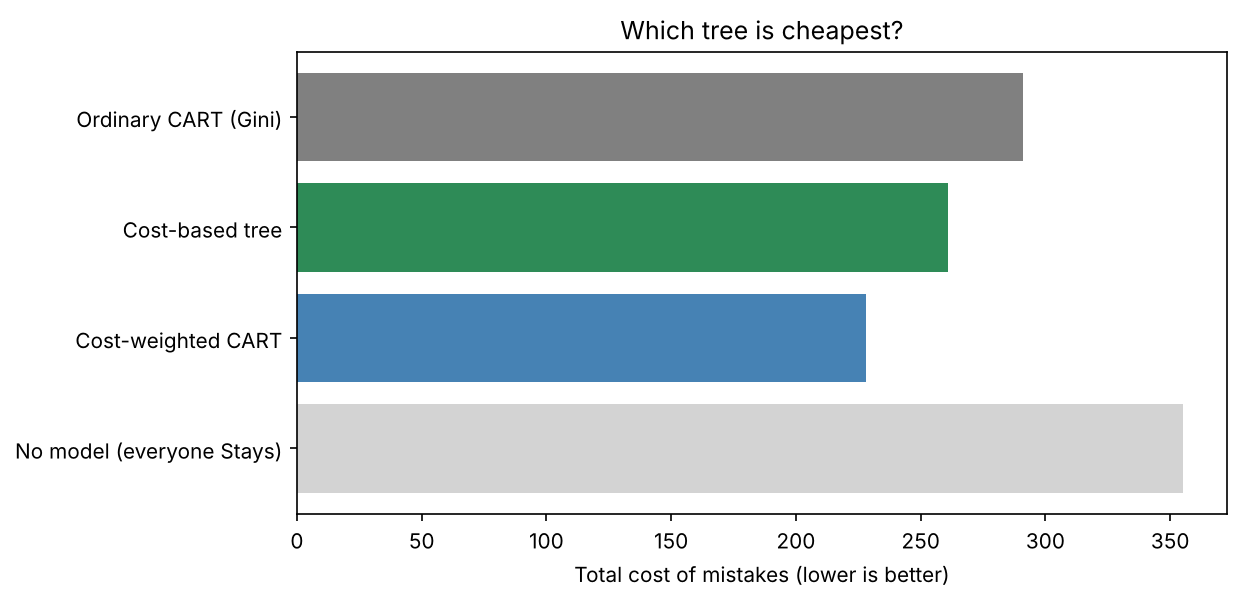 Which tree is cheapest?
Ordinary CART (Gini)
Cost-based tree
Cost-weighted CART
No model (everyone Stays)
0 50 100 150 200 250 300 350
Total cost of mistakes (lower is better)